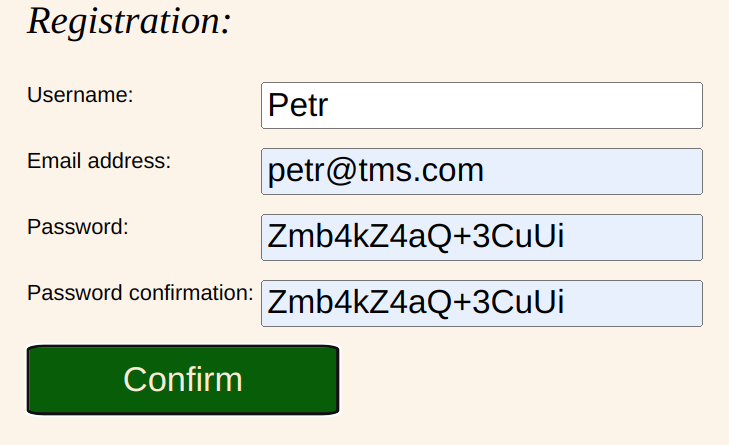 Registration:
Username: Petr
Email address: petr@tms.com
Password: Zmb4kZ4aQ+3CuUi
Password confirmation: Zmb4kZ4aQ+3CuUi
Confirm